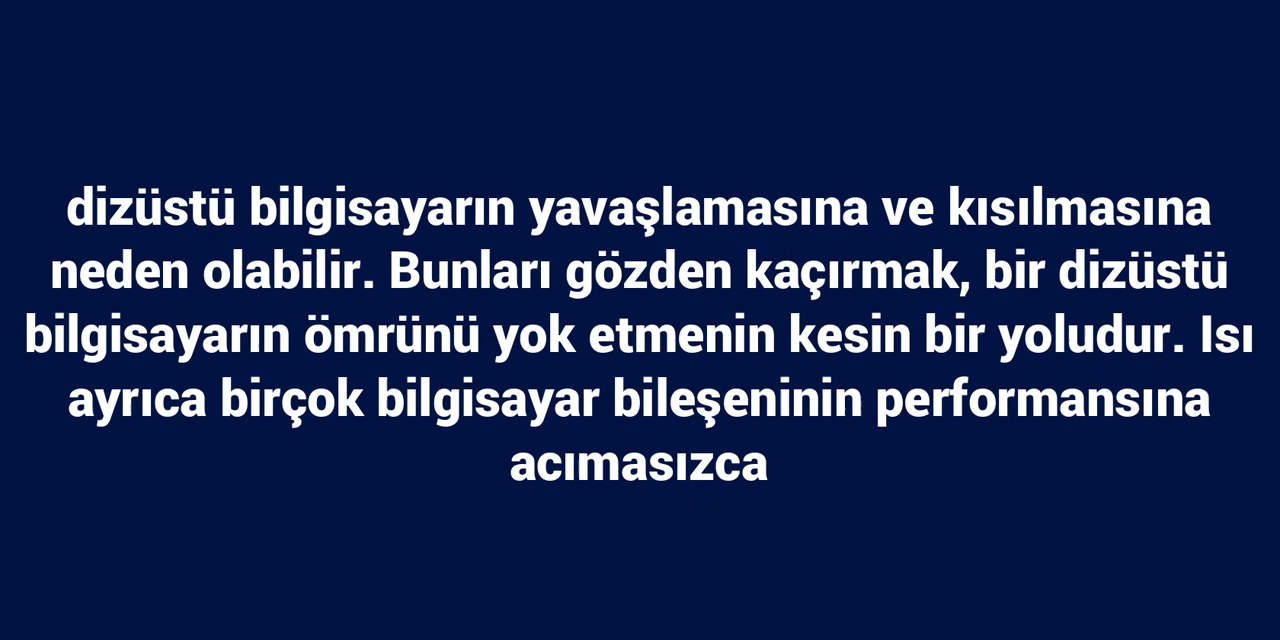 dizüstü bilgisayarın yavaşlamasına ve kısılmasına
neden olabilir. Bunları gözden kaçırmak, bir dizüstü
bilgisayarın ömrünü yok etmenin kesin bir yoludur. Isı
ayrıca birçok bilgisayar bileşeninin performansına
acımasızca